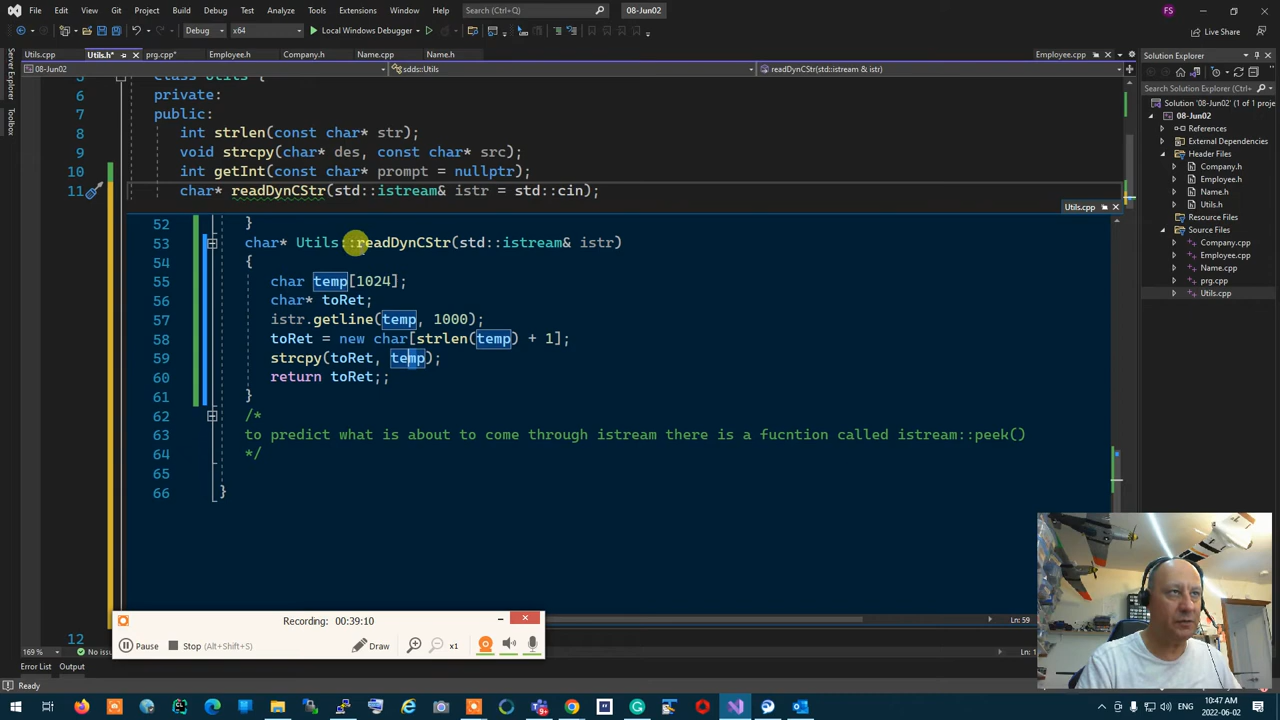 File Edit View Git Project Build Debug Test Analyze Tools Extensions Window Help Search (Ctrl+Q) 08-Jun02 FS
Debug x64 Local Windows Debugger Live Share
Utils.cpp Utils.h* prg.cpp* Employee.h Company.h Name.cpp Name.h Employee.cpp Solution Explorer
08-Jun02 sdds::Utils readDynCStr(std::istream & istr)
Search Solution Explorer (Ctrl+;)
Solution '08-Jun02' (1 of 1 project)
08-Jun02
References
External Dependencies
Header Files
Company.h
Employee.h
Name.h
Utils.h
Resource Files
Source Files
Company.cpp
Employee.cpp
Name.cpp
prg.cpp
Utils.cpp
Server Explorer
Toolbox
5 class Utils {
6 private:
7 public:
8 int strlen(const char* str);
9 void strcpy(char* des, const char* src);
10 int getInt(const char* prompt = nullptr);
11 char* readDynCStr(std::istream& istr = std::cin);
Utils.cpp
52 }
53 char* Utils::readDynCStr(std::istream& istr)
54 {
55 char temp[1024];
56 char* toRet;
57 istr.getline(temp, 1000);
58 toRet = new char[strlen(temp) + 1];
59 strcpy(toRet, temp);
60 return toRet;;
61 }
62 /*
63 to predict what is about to come through istream there is a fucntion called istream::peek()
64 */
65
66 }
Ln: 59
12
Recording: 00:39:10
Pause Stop (Alt+Shift+S) Draw x1
169 % No issu
Error List Output
Ready
10:47 AM
2022-06-02